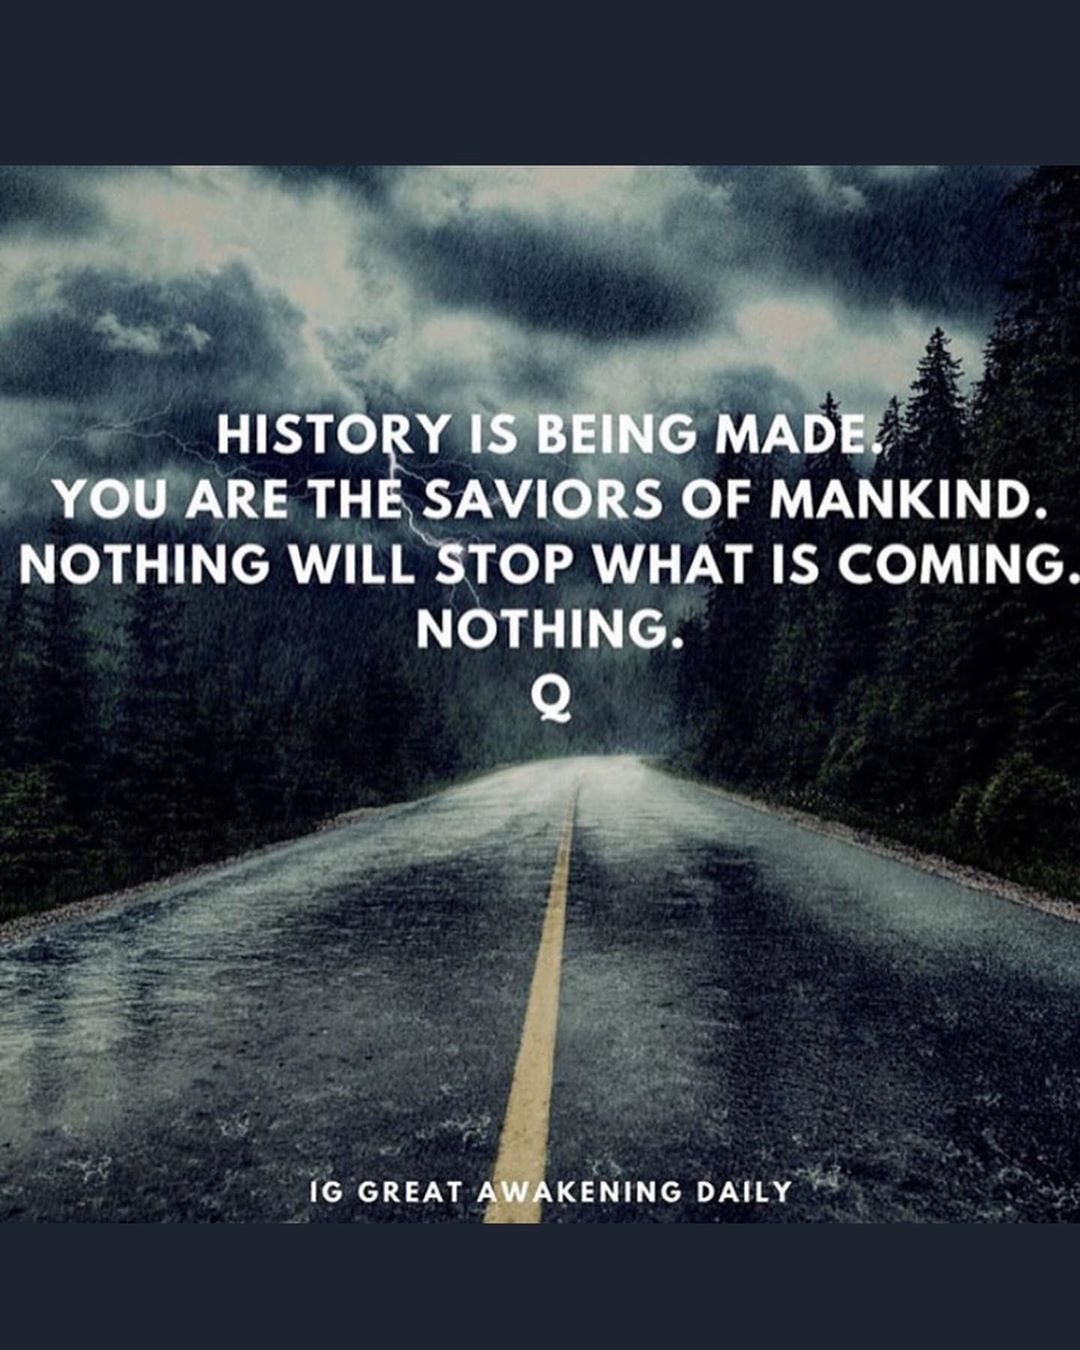 HISTORY IS BEING MADE.
YOU ARE THE SAVIORS OF MANKIND.
NOTHING WILL STOP WHAT IS COMING.
NOTHING.
Q
IG GREAT AWAKENING DAILY